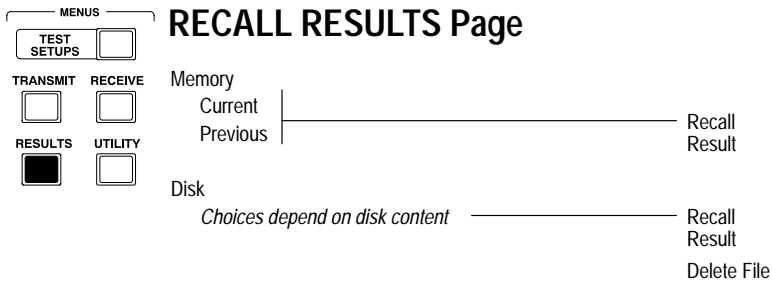 MENUS
TEST
SETUPS
TRANSMIT RECEIVE
RESULTS UTILITY
RECALL RESULTS Page
Memory
Current
Previous
Recall
Result
Disk
Choices depend on disk content
Recall
Result
Delete File